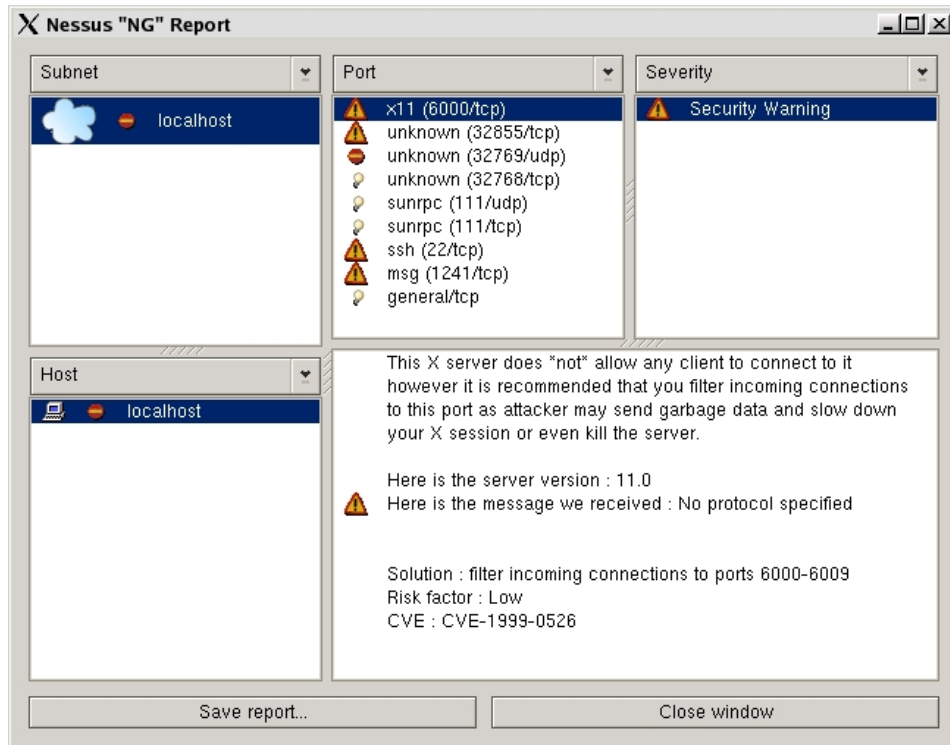 Nessus "NG" Report
Subnet
localhost
Port
x11 (6000/tcp)
unknown (32855/tcp)
unknown (32769/udp)
unknown (32768/tcp)
sunrpc (111/udp)
sunrpc (111/tcp)
ssh (22/tcp)
msg (1241/tcp)
general/tcp
Severity
Security Warning
Host
localhost
This X server does *not* allow any client to connect to it
however it is recommended that you filter incoming connections
to this port as attacker may send garbage data and slow down
your X session or even kill the server.
Here is the server version : 11.0
Here is the message we received : No protocol specified
Solution : filter incoming connections to ports 6000-6009
Risk factor : Low
CVE : CVE-1999-0526
Save report...
Close window